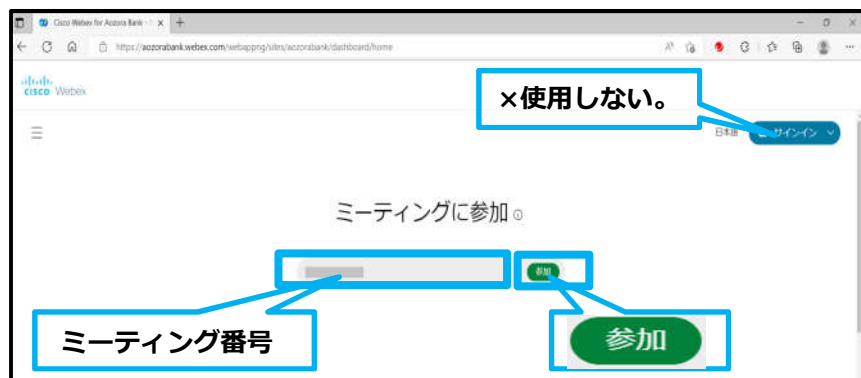 Cisco Webex for Aozora Bank -
https://aozorabank.webex.com/webappng/sites/aozorabank/dashboard/home
cisco Webex
×使用しない。
日本語
サインイン
ミーティングに参加
参加
ミーティング番号
参加